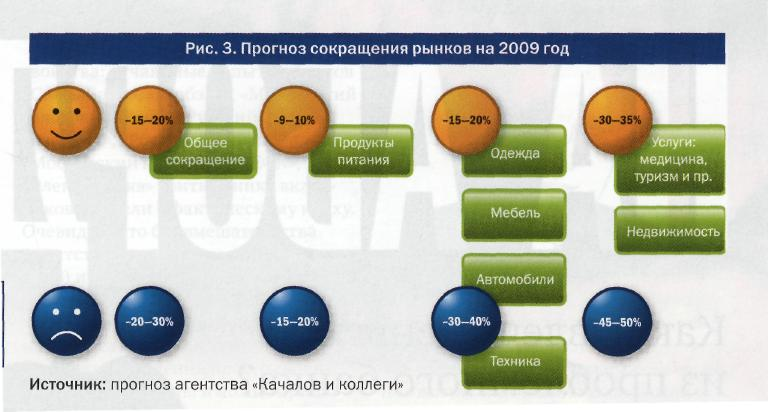 Рис. 3. Прогноз сокращения рынков на 2009 год
–15—20%
–9—10%
–15—20%
–30—35%
Общее
сокращение
Продукты
питания
Одежда
Услуги:
медицина,
туризм и пр.
Мебель
Недвижимость
Автомобили
–20—30%
–15—20%
–30—40%
–45—50%
Техника
Источник: прогноз агентства «Качалов и коллеги»